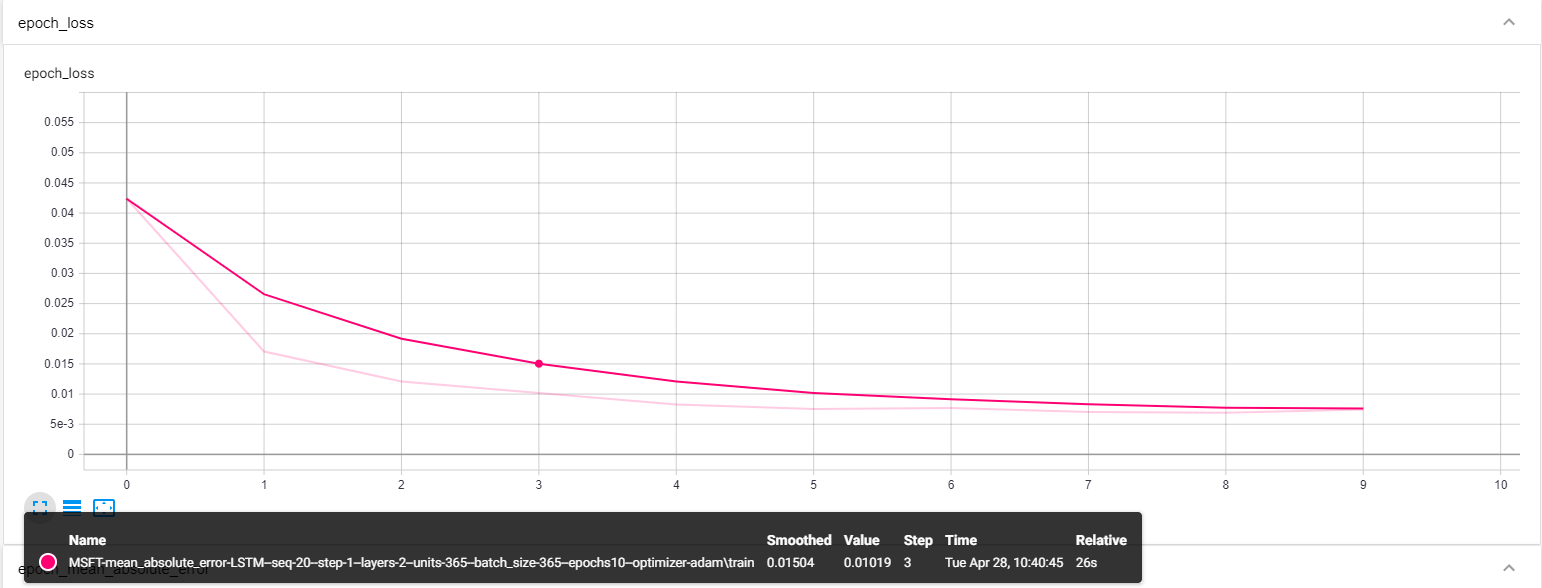 epoch_loss
epoch_loss
0.055
0.05
0.045
0.04
0.035
0.03
0.025
0.02
0.015
0.01
5e-3
0
0 1 2 3 4 5 6 7 8 9 10
Name Smoothed Value Step Time Relative
MSFT-mean_absolute_error-LSTM--seq-20--step-1--layers-2--units-365--batch_size-365--epochs10--optimizer-adam\train 0.01504 0.01019 3 Tue Apr 28, 10:40:45 26s
epoch_mean_absolute_error